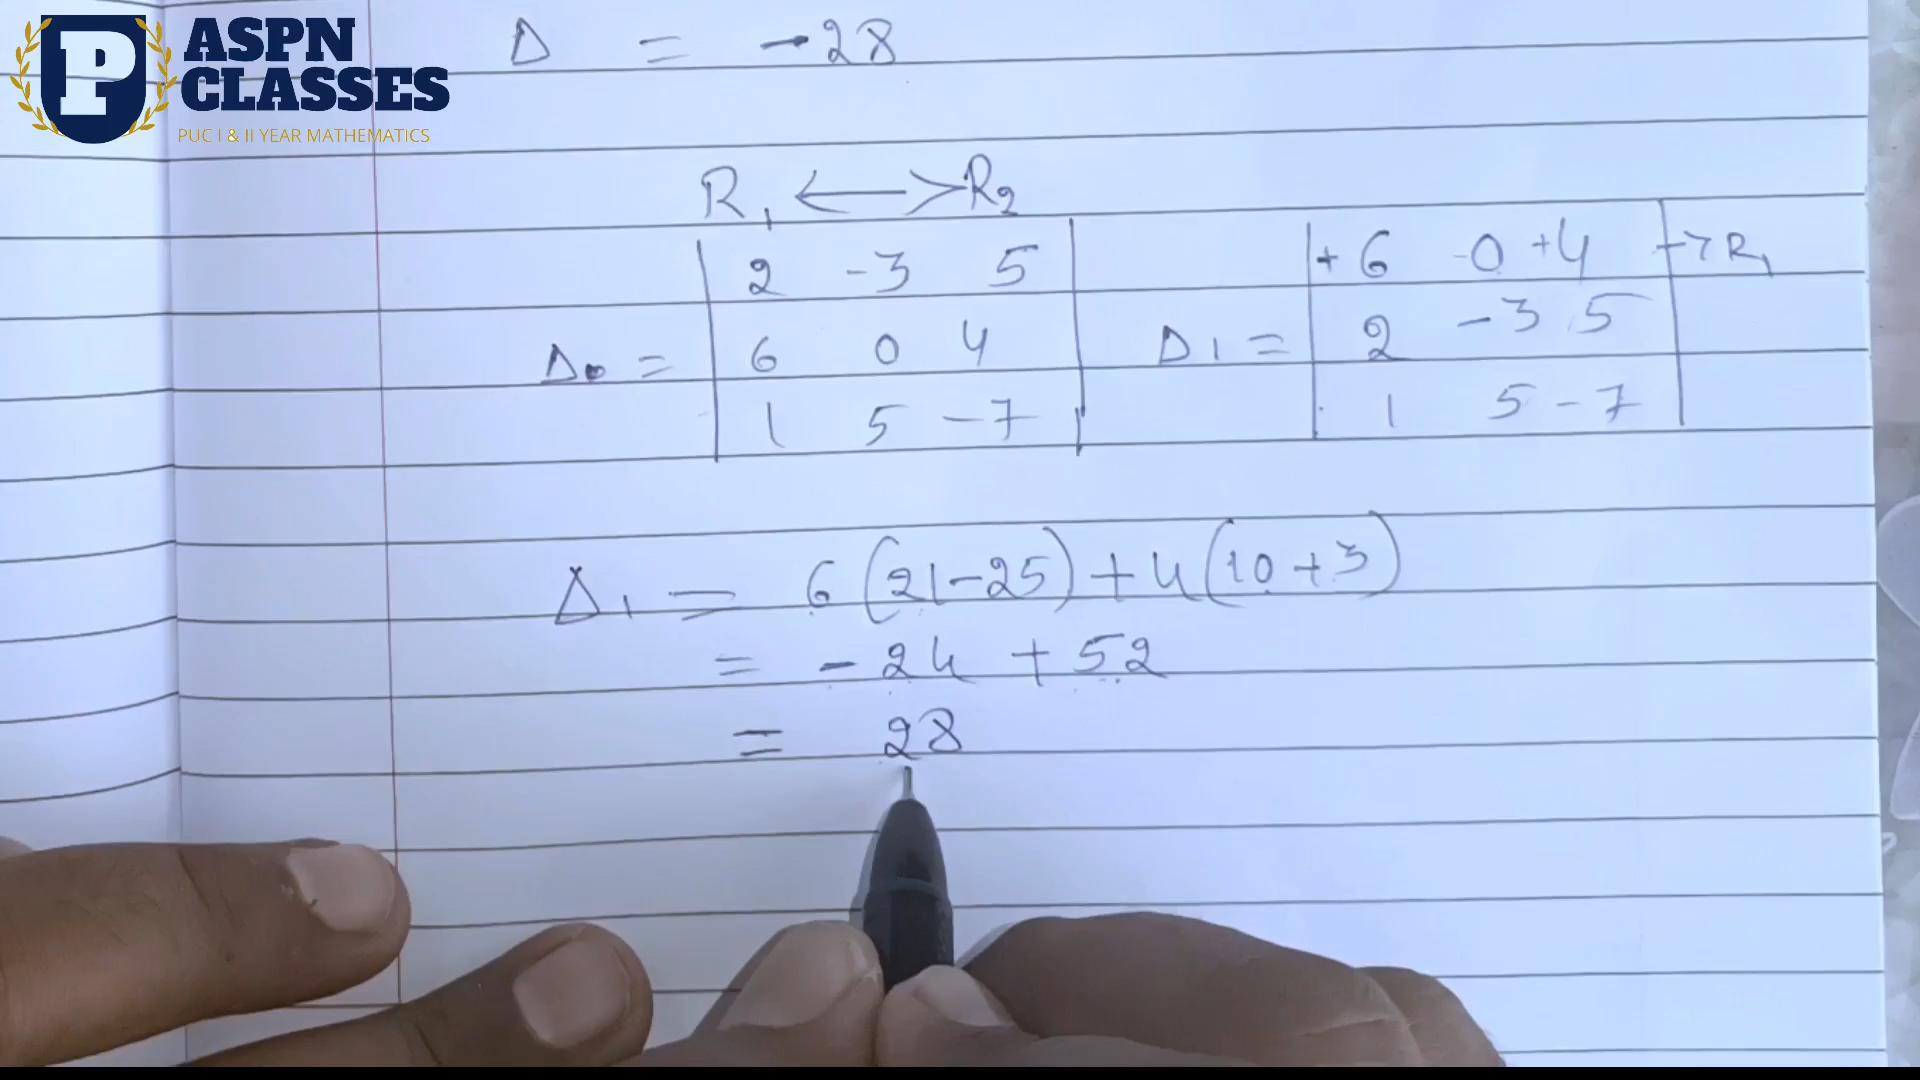 P ASPN
CLASSES
PUC I & II YEAR MATHEMATICS
Δ = -28
R₁ <--> R₂
2 -3 5
Δ = 6 0 4
1 5 -7
+6 -0 +4 -> R₁
Δ₁ = 2 -3 5
1 5 -7
Δ₁ = 6(21-25) + 4(10+3)
= -24 + 52
= 28